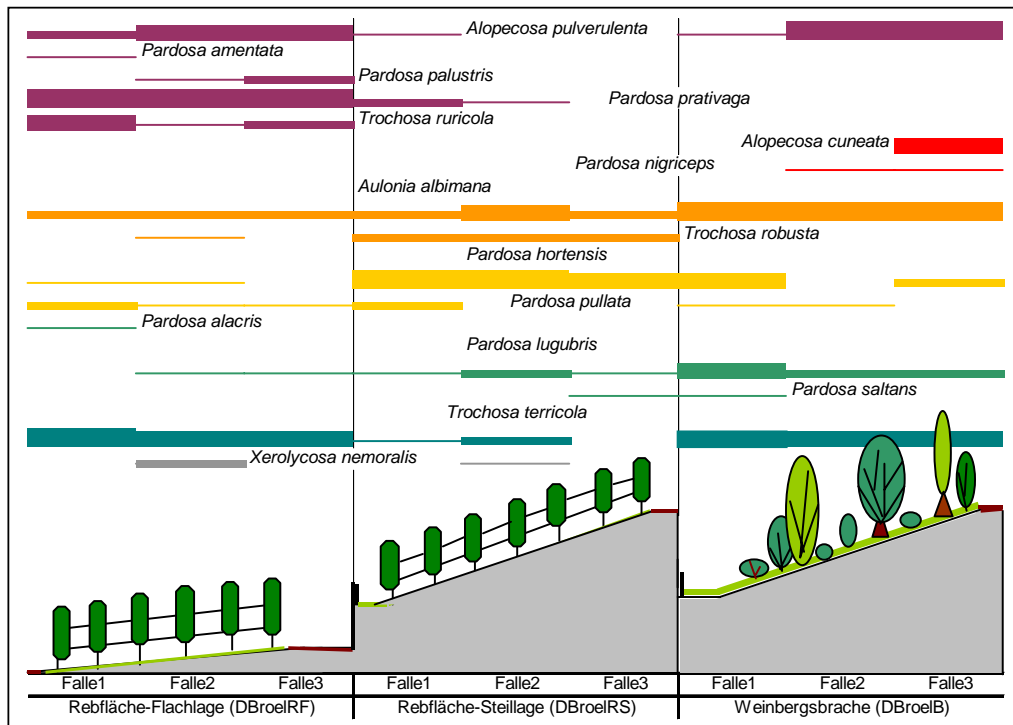 Alopecosa pulverulenta
Pardosa amentata
Pardosa palustris
Pardosa prativaga
Trochosa ruricola
Alopecosa cuneata
Pardosa nigriceps
Aulonia albimana
Trochosa robusta
Pardosa hortensis
Pardosa pullata
Pardosa alacris
Pardosa lugubris
Pardosa saltans
Trochosa terricola
Xerolycosa nemoralis
Falle1 Falle2 Falle3 Falle1 Falle2 Falle3 Falle1 Falle2 Falle3
Rebfläche-Flachlage (DBroelRF) Rebfläche-Steillage (DBroelRS) Weinbergsbrache (DBroelB)